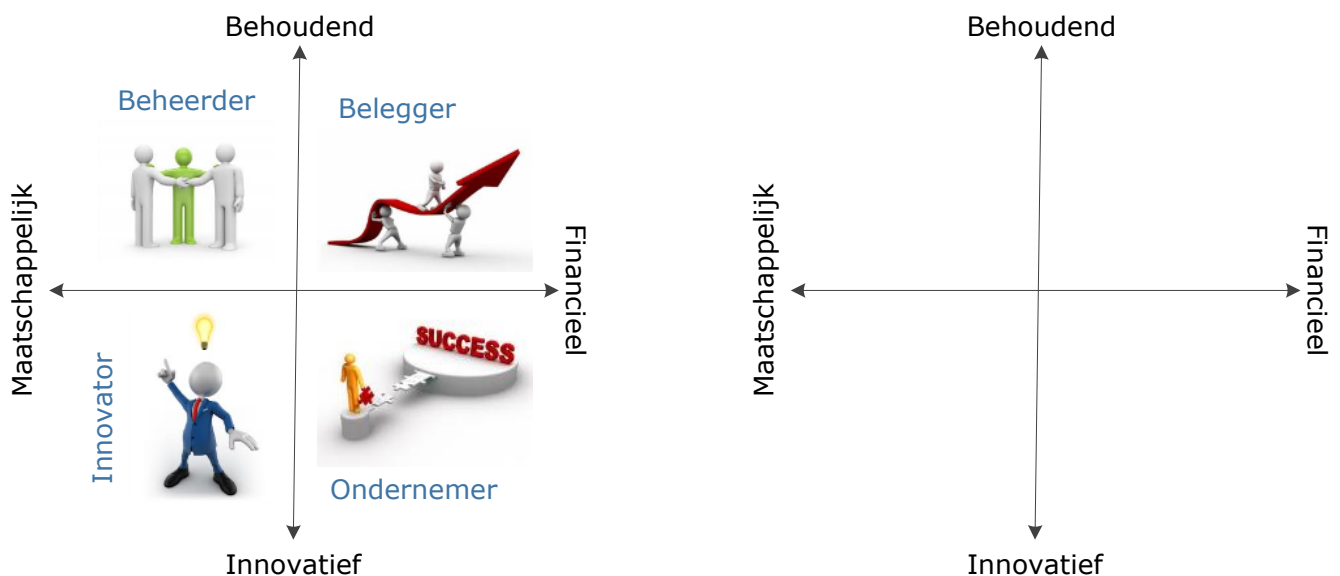 Behoudend
Beheerder
Belegger
Maatschappelijk
Financieel
Innovator
SUCCESS
Ondernemer
Innovatief
Behoudend
Maatschappelijk
Financieel
Innovatief